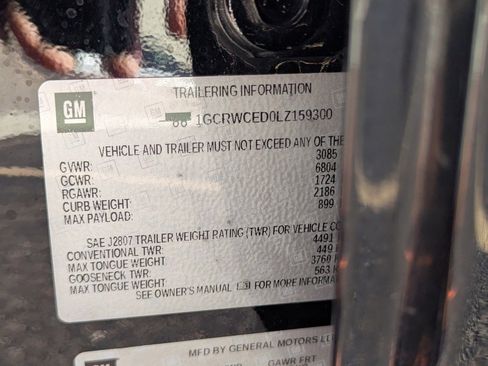 TRAILERING INFORMATION
GM
1GCRWCED0LZ159300
VEHICLE AND TRAILER MUST NOT EXCEED ANY OF THE
GVWR: 3085
GCWR: 6804
RGAWR: 1724
CURB WEIGHT: 2186
MAX PAYLOAD: 899
SAE J2807 TRAILER WEIGHT RATING (TWR) FOR VEHICLE CO
CONVENTIONAL TWR: 4491
MAX TONGUE WEIGHT: 449
GOOSENECK TWR: 3760
MAX TONGUE WEIGHT: 563
SEE OWNER'S MANUAL FOR MORE INFORMA
MFD BY GENERAL MOTORS LL
GAWR FRT